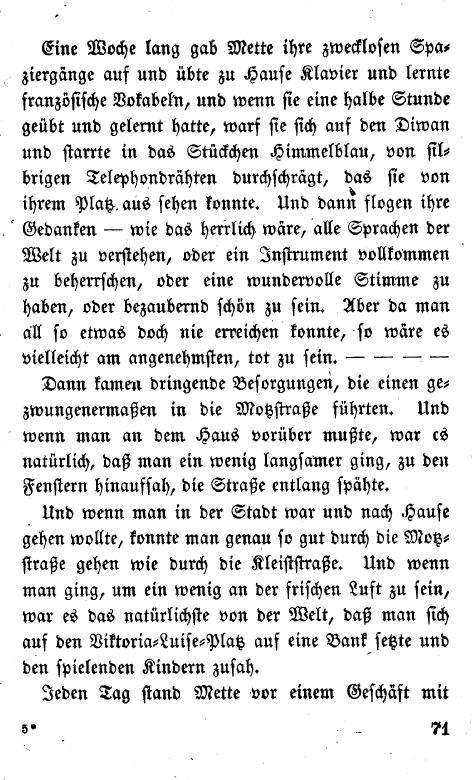 Eine Woche lang gab Mette ihre zwecklosen Spa-
ziergänge auf und übte zu Hause Klavier und lernte
französische Vokabeln, und wenn sie eine halbe Stunde
geübt und gelernt hatte, warf sie sich auf den Diwan
und starrte in das Stückchen Himmelblau, von sil-
brigen Telephondrähten durchschrägt, das sie von
ihrem Platz aus sehen konnte. Und dann flogen ihre
Gedanken — wie das herrlich wäre, alle Sprachen der
Welt zu verstehen, oder ein Instrument vollkommen
zu beherrschen, oder eine wundervolle Stimme zu
haben, oder bezaubernd schön zu sein. Aber da man
all so etwas doch nie erreichen konnte, so wäre es
vielleicht am angenehmsten, tot zu sein. — — — —
Dann kamen dringende Besorgungen, die einen ge-
zwungenermaßen in die Motzstraße führten. Und
wenn man an dem Haus vorüber mußte, war es
natürlich, daß man ein wenig langsamer ging, zu den
Fenstern hinaufsah, die Straße entlang spähte.
Und wenn man in der Stadt war und nach Hause
gehen wollte, konnte man genau so gut durch die Motz-
straße gehen wie durch die Kleiststraße. Und wenn
man ging, um ein wenig an der frischen Luft zu sein,
war es das natürlichste von der Welt, daß man sich
auf den Viktoria-Luise-Platz auf eine Bank setzte und
den spielenden Kindern zusah.
Jeden Tag stand Mette vor einem Geschäft mit
5* 71